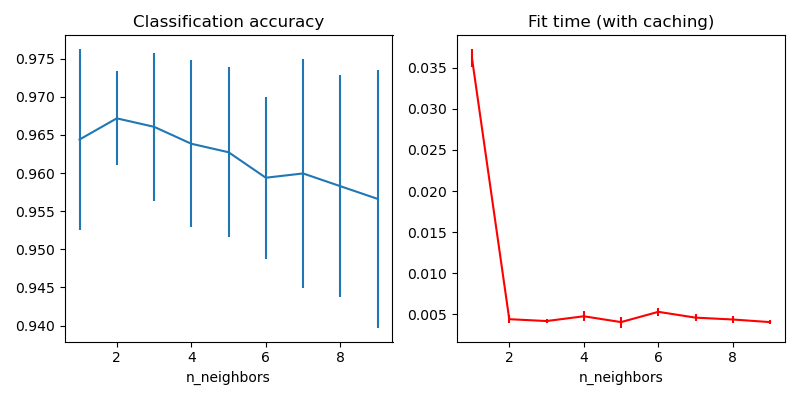 Classification accuracy
0.975
0.970
0.965
0.960
0.955
0.950
0.945
0.940
2 4 6 8
n_neighbors
Fit time (with caching)
0.035
0.030
0.025
0.020
0.015
0.010
0.005
2 4 6 8
n_neighbors